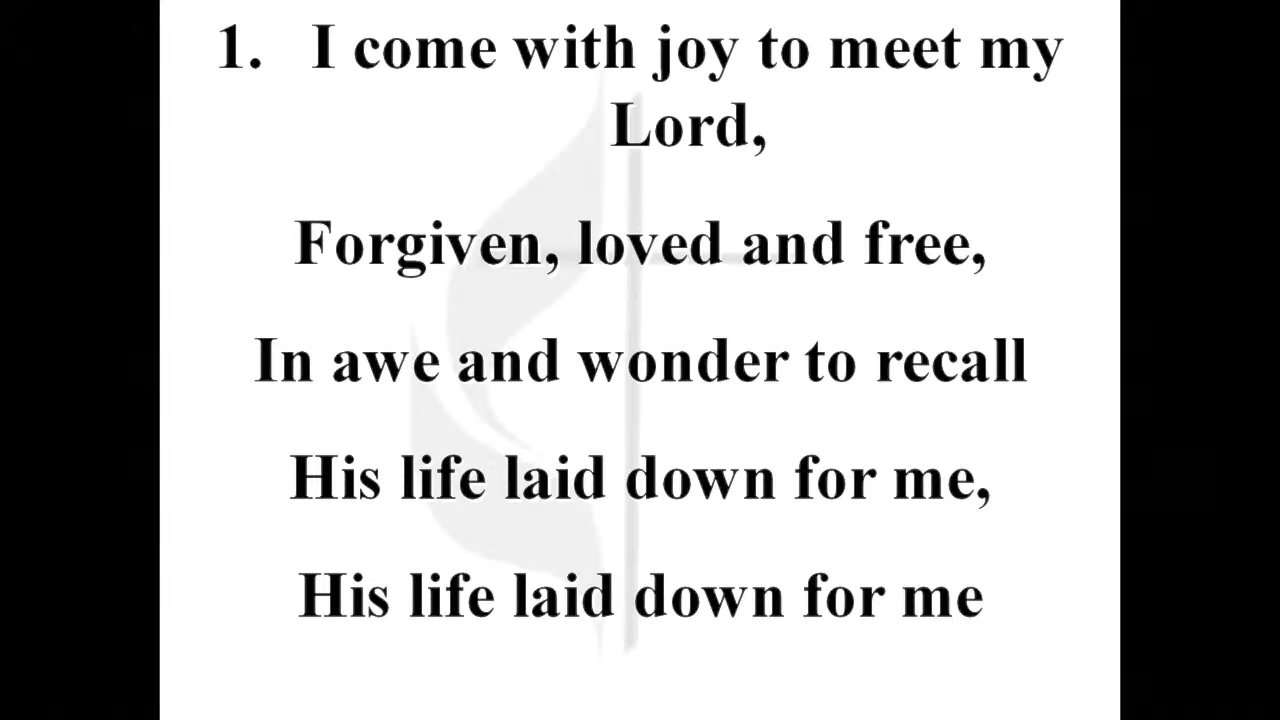 1. I come with joy to meet my
Lord,
Forgiven, loved and free,
In awe and wonder to recall
His life laid down for me,
His life laid down for me